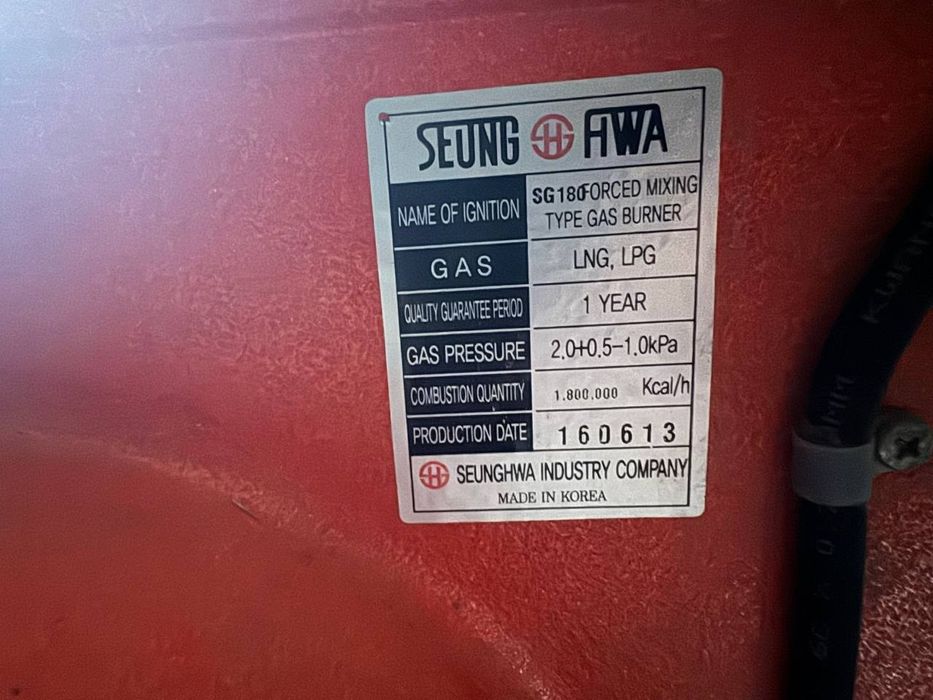 SEUNG HWA
NAME OF IGNITION SG180FORCED MIXING
TYPE GAS BURNER
GAS LNG, LPG
QUALITY GUARANTEE PERIOD 1 YEAR
GAS PRESSURE 2.0+0.5-1.0kPa
COMBUSTION QUANTITY 1.800.000 Kcal/h
PRODUCTION DATE 160613
SEUNGHWA INDUSTRY COMPANY
MADE IN KOREA